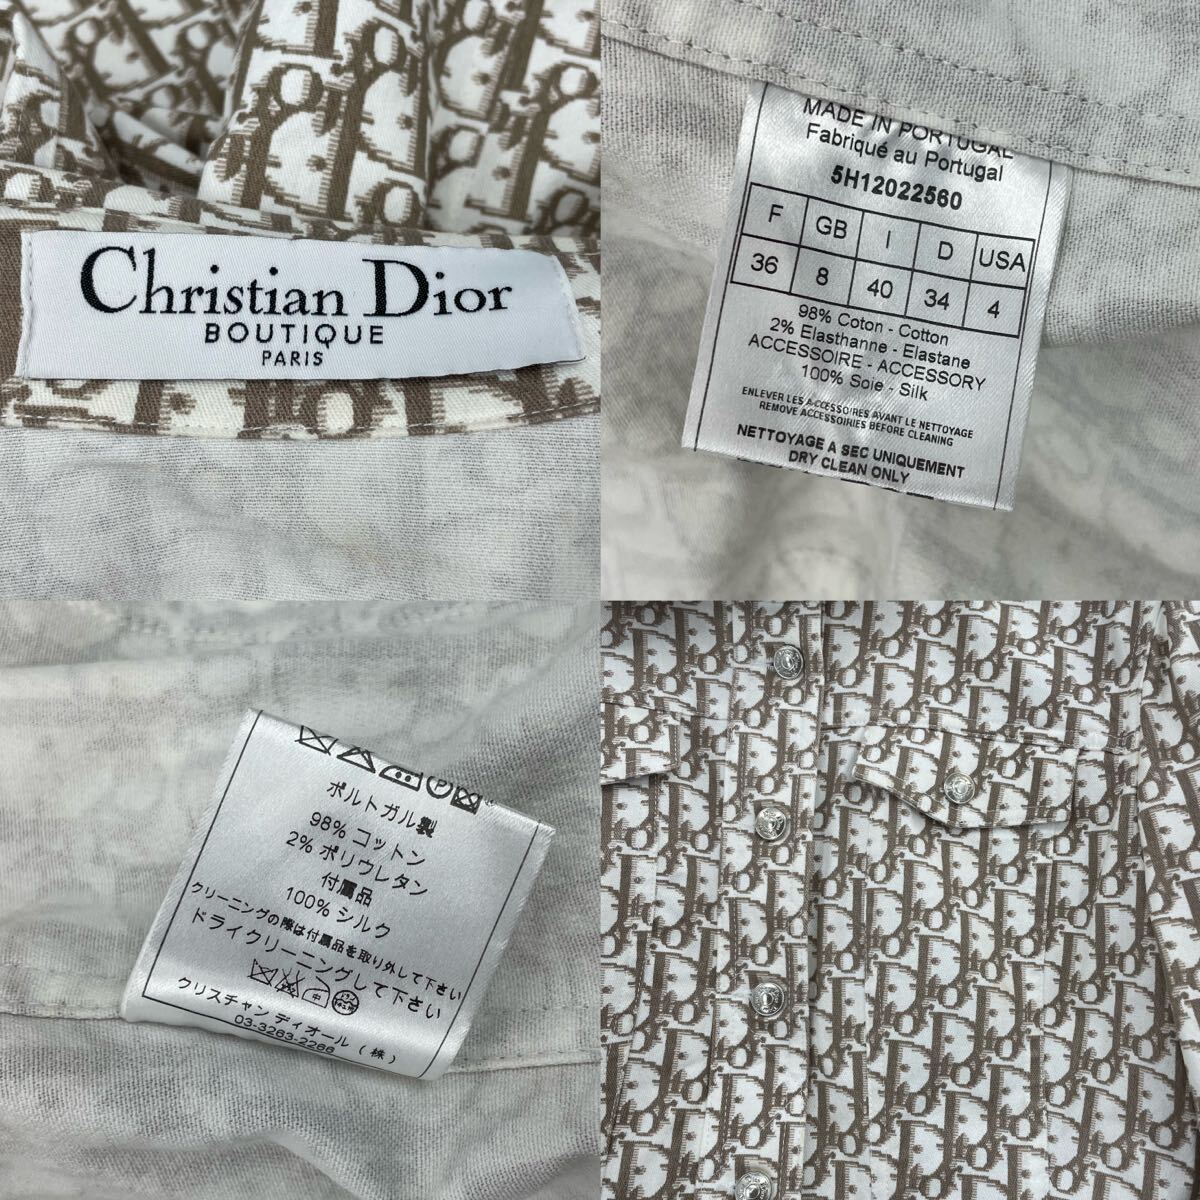 Christian Dior
BOUTIQUE
PARIS
MADE IN PORTUGAL
Fabriqué au Portugal
5H12022560
F GB I D USA
36 8 40 34 4
98% Coton - Cotton
2% Elasthanne - Elastane
ACCESSOIRE - ACCESSORY
100% Soie - Silk
ENLEVER LES ACCESSOIRES AVANT LE NETTOYAGE
REMOVE ACCESSOIRIES BEFORE CLEANING
NETTOYAGE A SEC UNIQUEMENT
DRY CLEAN ONLY
ポルトガル製
98% コットン
2% ポリウレタン
付属品
100% シルク
クリーニングの際は付属品を取り外して下さい
ドライクリーニングして下さい
クリスチャン ディオール (株)
03-3263-2266